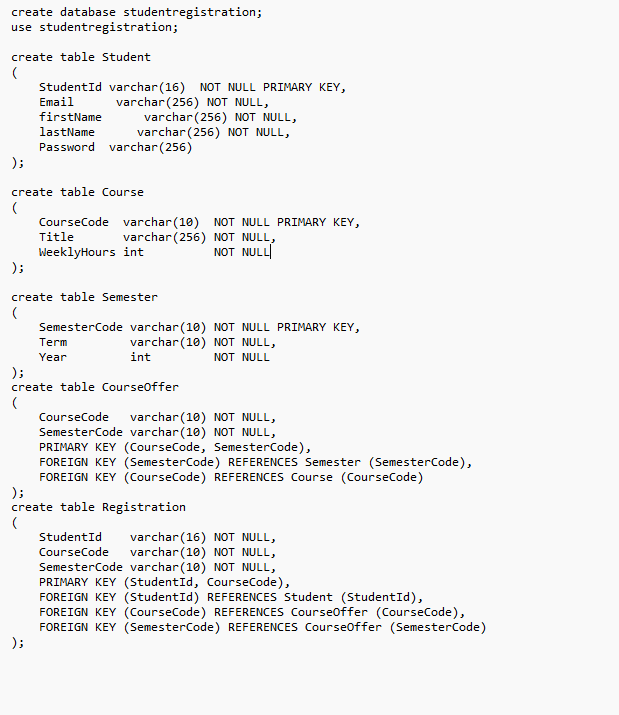 create database studentregistration;
use studentregistration;

create table Student
(
    StudentId varchar(16)  NOT NULL PRIMARY KEY,
    Email      varchar(256) NOT NULL,
    firstName      varchar(256) NOT NULL,
    lastName      varchar(256) NOT NULL,
    Password  varchar(256)
);

create table Course
(
    CourseCode  varchar(10)  NOT NULL PRIMARY KEY,
    Title       varchar(256) NOT NULL,
    WeeklyHours int          NOT NULL
);

create table Semester
(
    SemesterCode varchar(10) NOT NULL PRIMARY KEY,
    Term         varchar(10) NOT NULL,
    Year         int         NOT NULL
);
create table CourseOffer
(
    CourseCode   varchar(10) NOT NULL,
    SemesterCode varchar(10) NOT NULL,
    PRIMARY KEY (CourseCode, SemesterCode),
    FOREIGN KEY (SemesterCode) REFERENCES Semester (SemesterCode),
    FOREIGN KEY (CourseCode) REFERENCES Course (CourseCode)
);
create table Registration
(
    StudentId    varchar(16) NOT NULL,
    CourseCode   varchar(10) NOT NULL,
    SemesterCode varchar(10) NOT NULL,
    PRIMARY KEY (StudentId, CourseCode),
    FOREIGN KEY (StudentId) REFERENCES Student (StudentId),
    FOREIGN KEY (CourseCode) REFERENCES CourseOffer (CourseCode),
    FOREIGN KEY (SemesterCode) REFERENCES CourseOffer (SemesterCode)
);